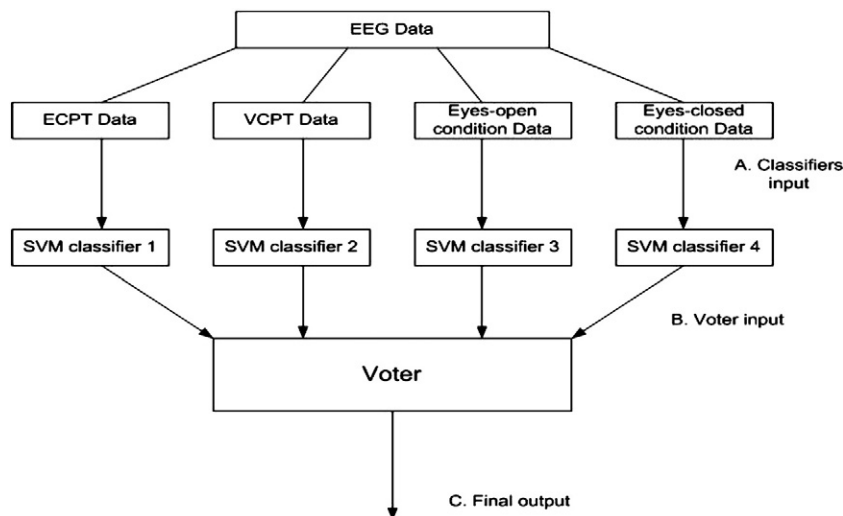 EEG Data
ECPT Data
VCPT Data
Eyes-open
condition Data
Eyes-closed
condition Data
A. Classifiers
input
SVM classifier 1
SVM classifier 2
SVM classifier 3
SVM classifier 4
B. Voter input
Voter
C. Final output